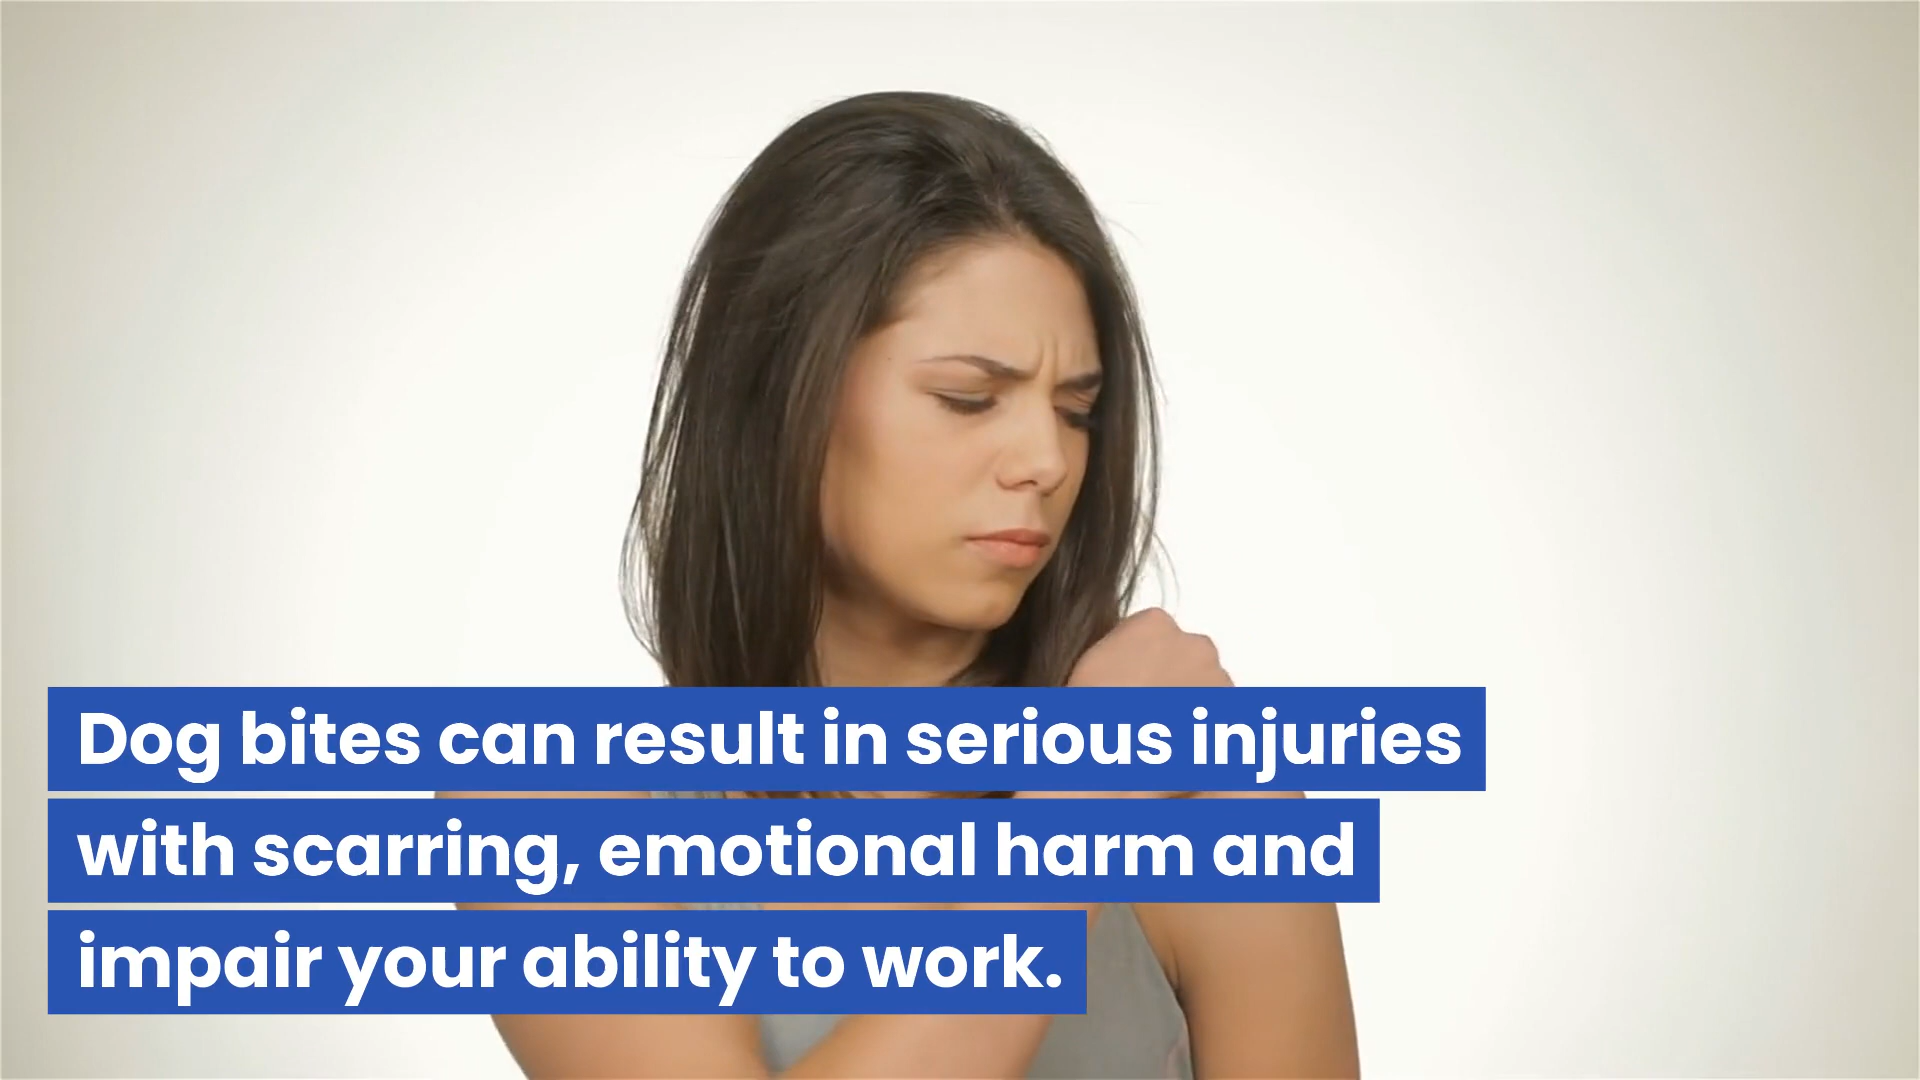 Dog bites can result in serious injuries
with scarring, emotional harm and
impair your ability to work.